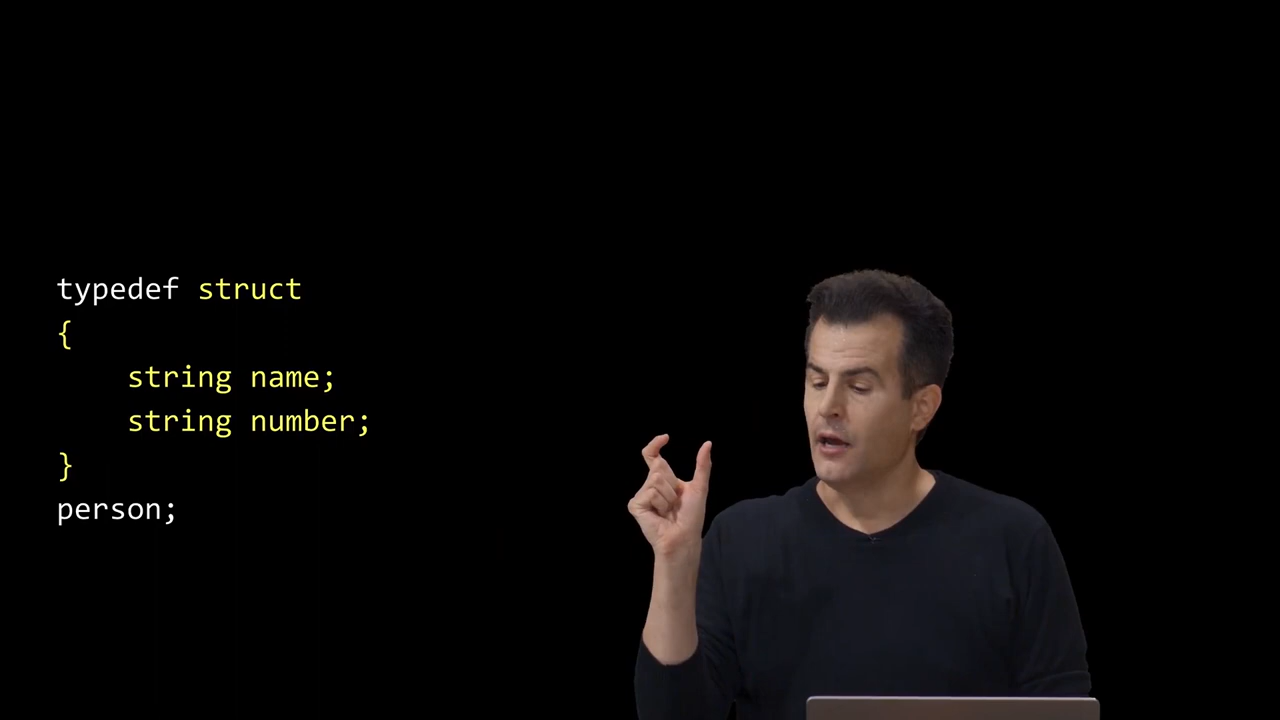 typedef struct
{
    string name;
    string number;
}
person;